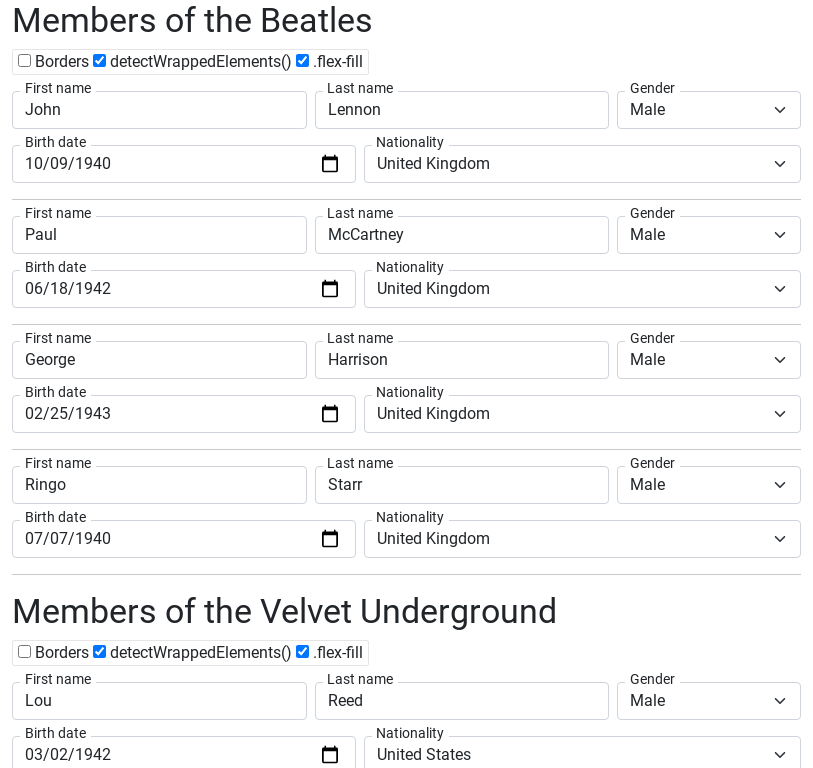 Members of the Beatles
Borders detectWrappedElements() .flex-fill
First name Last name Gender
John Lennon Male
Birth date Nationality
10/09/1940 United Kingdom
First name Last name Gender
Paul McCartney Male
Birth date Nationality
06/18/1942 United Kingdom
First name Last name Gender
George Harrison Male
Birth date Nationality
02/25/1943 United Kingdom
First name Last name Gender
Ringo Starr Male
Birth date Nationality
07/07/1940 United Kingdom
Members of the Velvet Underground
Borders detectWrappedElements() .flex-fill
First name Last name Gender
Lou Reed Male
Birth date Nationality
03/02/1942 United States